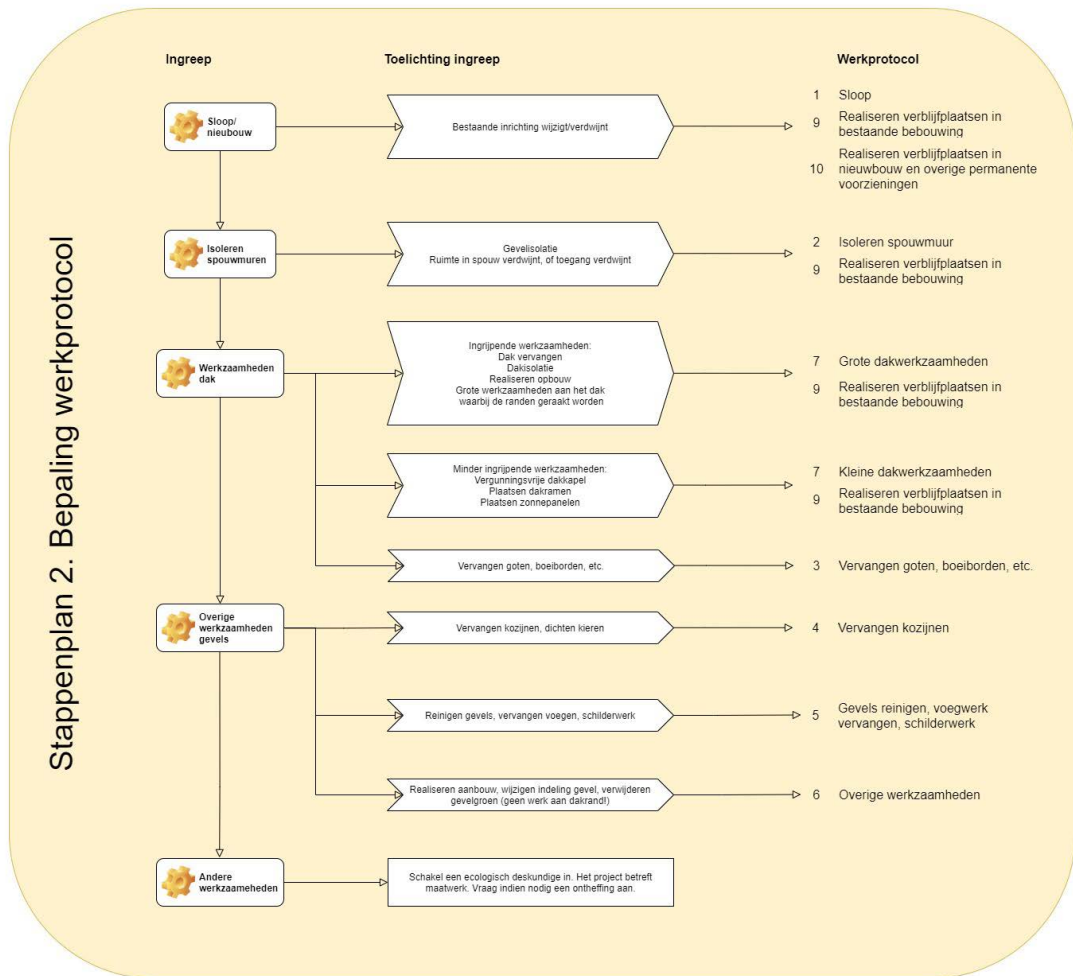 Stappenplan 2. Bepaling werkprotocol
Ingreep
Toelichting ingreep
Werkprotocol
Sloop/
nieubouw
Bestaande inrichting wijzigt/verdwijnt
1 Sloop
9 Realiseren verblijfplaatsen in
bestaande bebouwing
10 Realiseren verblijfplaatsen in
nieuwbouw en overige permanente
voorzieningen
Isoleren
spouwmuren
Gevelisolatie
Ruimte in spouw verdwijnt, of toegang verdwijnt
2 Isoleren spouwmuur
9 Realiseren verblijfplaatsen in
bestaande bebouwing
Werkzaamheden
dak
Ingrijpende werkzaamheden:
Dak vervangen
Dakisolatie
Realiseren opbouw
Grote werkzaamheden aan het dak
waarbij de randen geraakt worden
7 Grote dakwerkzaamheden
9 Realiseren verblijfplaatsen in
bestaande bebouwing
Minder ingrijpende werkzaamheden:
Vergunningsvrije dakkapel
Plaatsen dakramen
Plaatsen zonnepanelen
7 Kleine dakwerkzaamheden
9 Realiseren verblijfplaatsen in
bestaande bebouwing
Vervangen goten, boeiborden, etc.
3 Vervangen goten, boeiborden, etc.
Overige
werkzaamheden
gevels
Vervangen kozijnen, dichten kieren
4 Vervangen kozijnen
Reinigen gevels, vervangen voegen, schilderwerk
5 Gevels reinigen, voegwerk
vervangen, schilderwerk
Realiseren aanbouw, wijzigen indeling gevel, verwijderen
gevelgroen (geen werk aan dakrand!)
6 Overige werkzaamheden
Andere
werkzaameheden
Schakel een ecologisch deskundige in. Het project betreft
maatwerk. Vraag indien nodig een ontheffing aan.